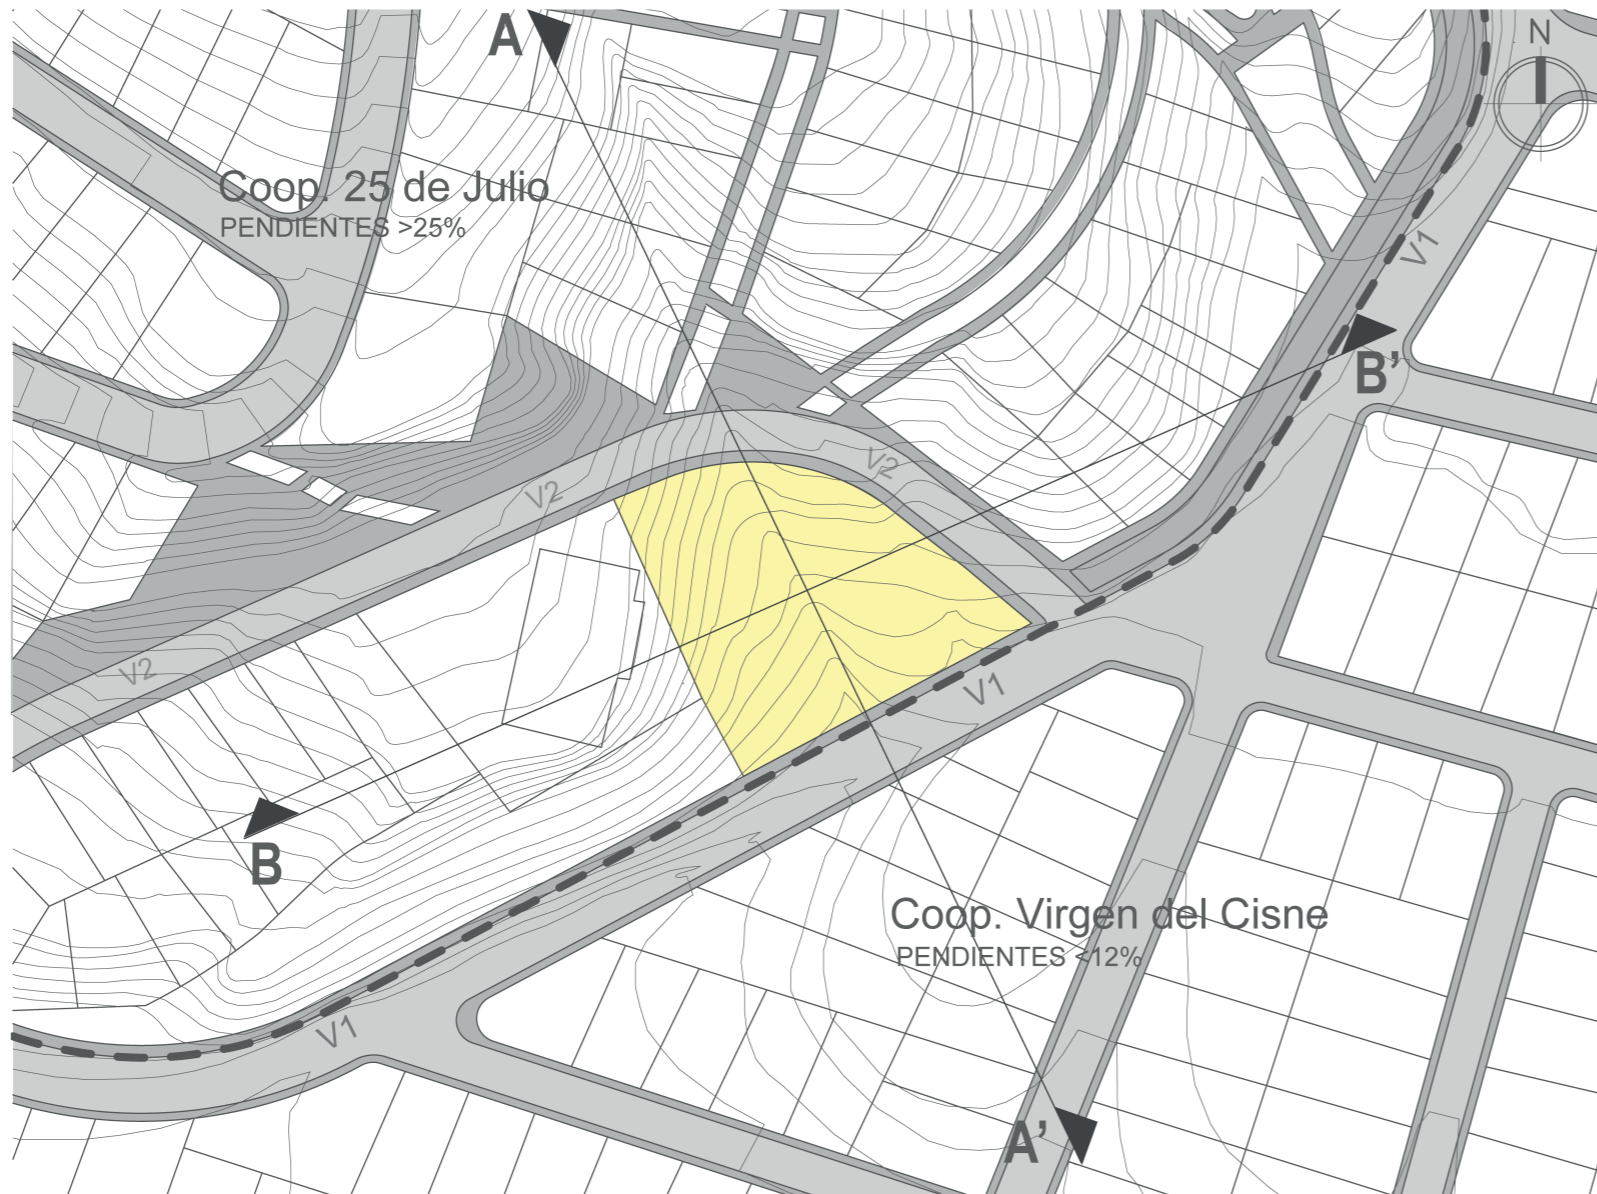 A
N
Coop. 25 de Julio
PENDIENTES >25%
V1
B’
V2
V2
V2
V1
B
Coop. Virgen del Cisne
PENDIENTES <12%
V1
A’